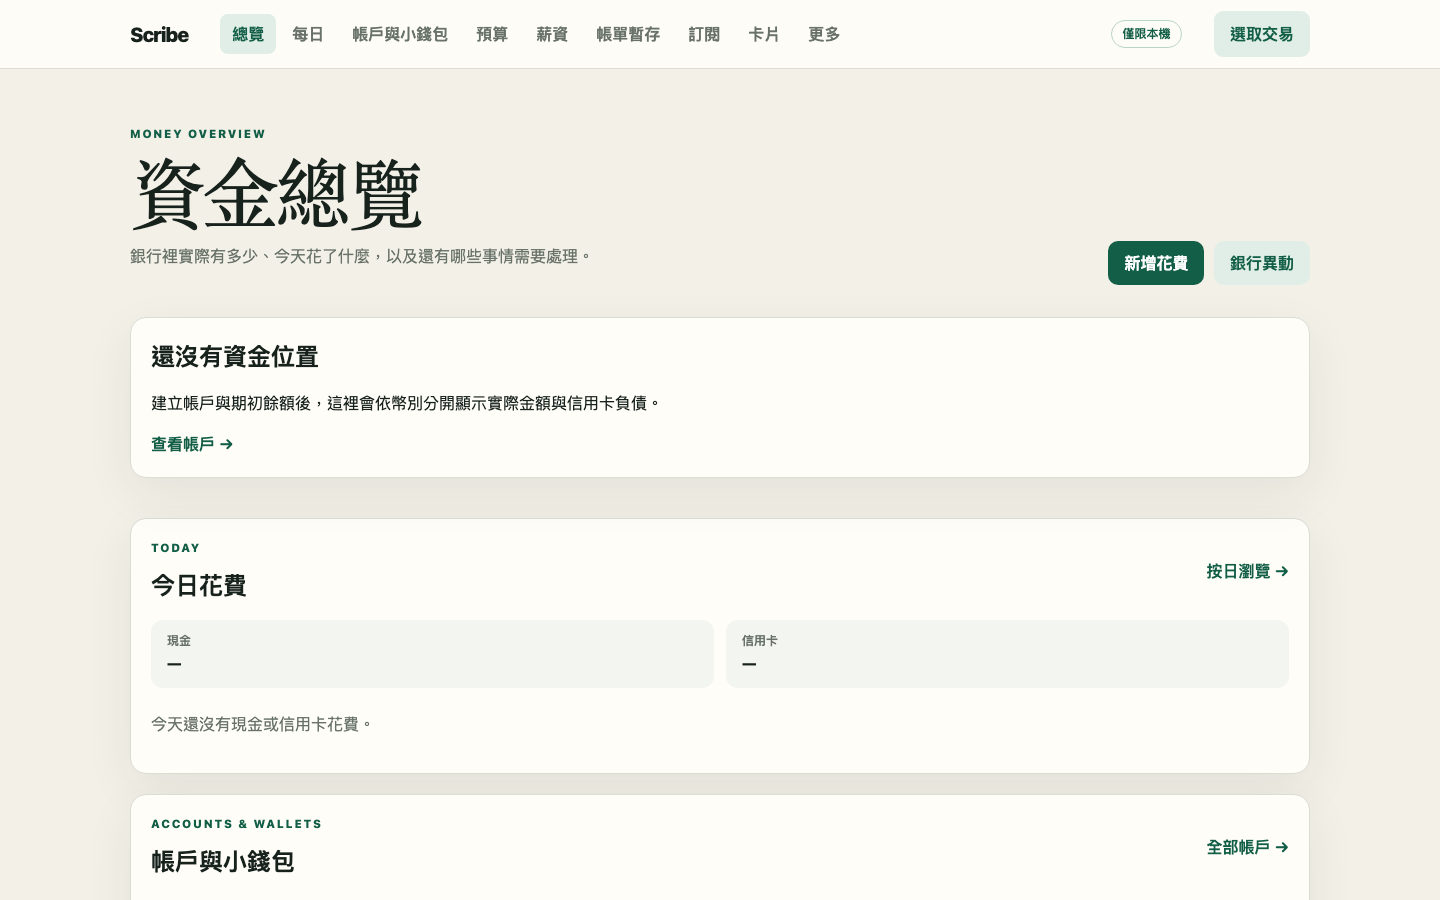 Scribe 總覽 每日 帳戶與小錢包 預算 薪資 帳單暫存 訂閱 卡片 更多 僅限本機 選取交易
MONEY OVERVIEW
資金總覽
銀行裡實際有多少、今天花了什麼，以及還有哪些事情需要處理。
新增花費 銀行異動
還沒有資金位置
建立帳戶與期初餘額後，這裡會依幣別分開顯示實際金額與信用卡負債。
查看帳戶 →
TODAY
今日花費
按日瀏覽 →
現金
—
信用卡
—
今天還沒有現金或信用卡花費。
ACCOUNTS & WALLETS
帳戶與小錢包
全部帳戶 →